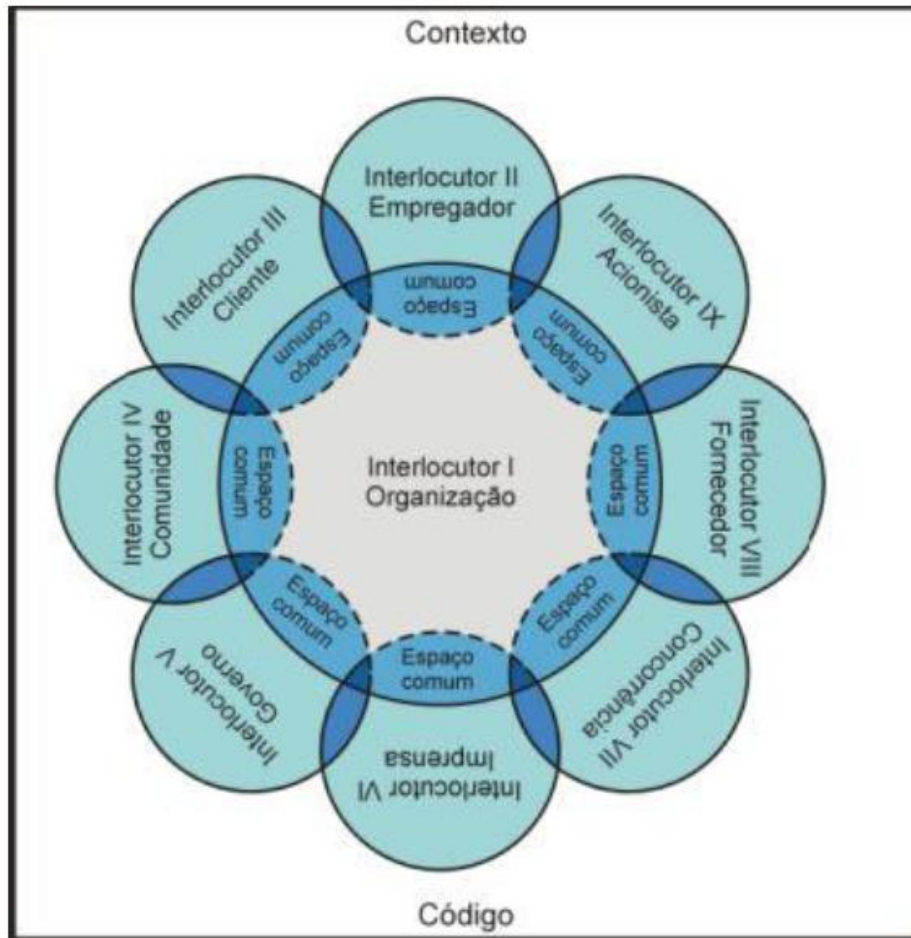 Contexto
Interlocutor II
Empregador
Interlocutor III
Cliente
Interlocutor IX
Acionista
Espaço
comum
Espaço
comum
Espaço
comum
Interlocutor IV
Comunidade
Espaço
comum
Interlocutor I
Organização
Espaço
comum
Interlocutor VIII
Fornecedor
Espaço
comum
Espaço
comum
Espaço
comum
Interlocutor V
Governo
Interlocutor VI
Imprensa
Interlocutor VII
Concorrência
Código